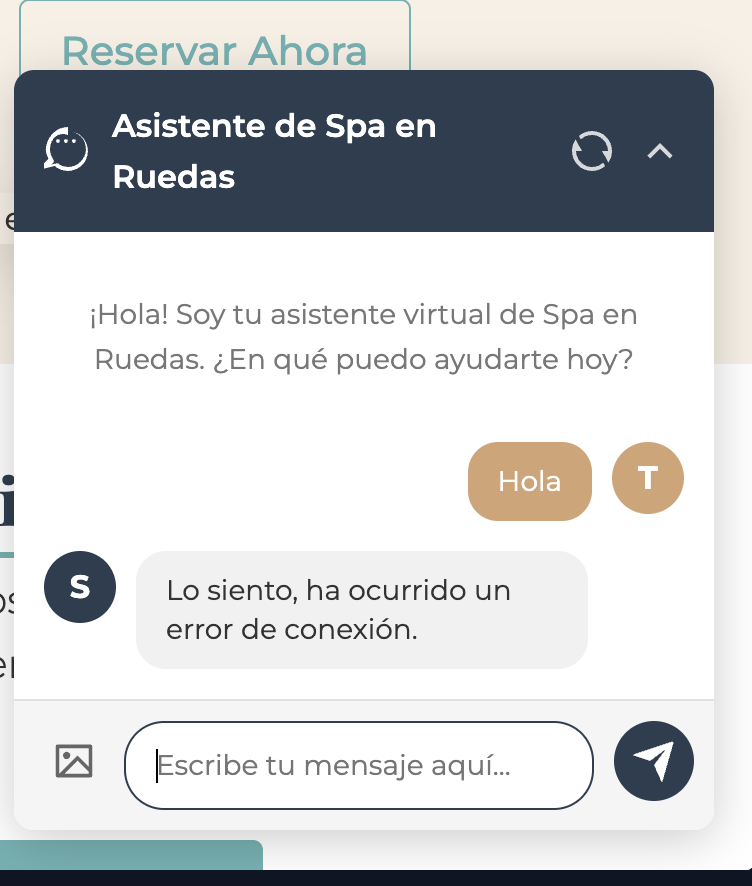 Reservar Ahora
Asistente de Spa en
Ruedas
¡Hola! Soy tu asistente virtual de Spa en
Ruedas. ¿En qué puedo ayudarte hoy?
Hola
T
S
Lo siento, ha ocurrido un
error de conexión.
Escribe tu mensaje aquí...